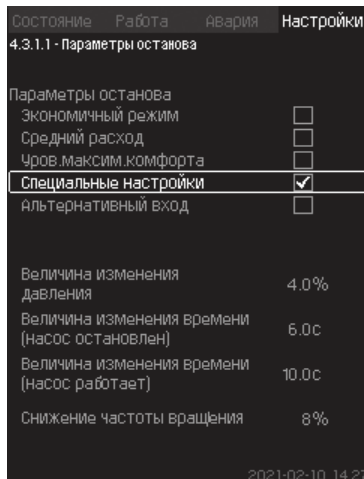 Состояние Работа Авария Настройки
4.3.1.1 - Параметры останова
Параметры останова
Экономичный режим
Средний расход
Уров.максим.комфорта
Специальные настройки
Альтернативный вход
Величина изменения 4.0%
давления
Величина изменения времени 6.0с
(насос остановлен)
Величина изменения времени 10.0с
(насос работает)
Снижение частоты вращения 8%
2021-02-10 14:27